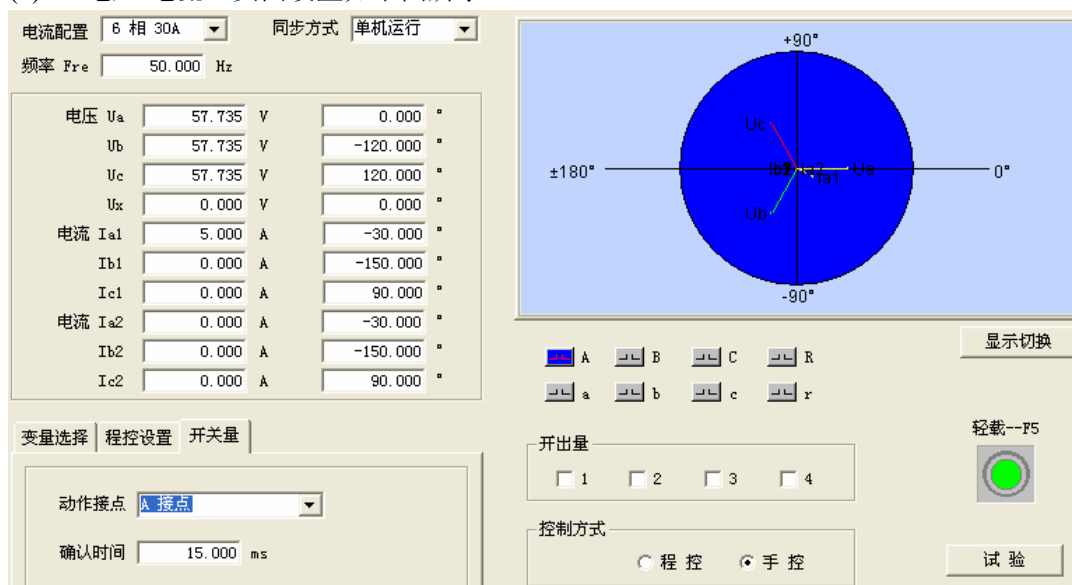 电流配置 6 相 30A 同步方式 单机运行
频率 Fre 50.000 Hz
电压 Ua 57.735 V 0.000 °
Ub 57.735 V -120.000 °
Uc 57.735 V 120.000 °
Ux 0.000 V 0.000 °
电流 Ia1 5.000 A -30.000 °
Ib1 0.000 A -150.000 °
Ic1 0.000 A 90.000 °
电流 Ia2 0.000 A -30.000 °
Ib2 0.000 A -150.000 °
Ic2 0.000 A 90.000 °
变量选择 程控设置 开关量
动作接点 A 接点
确认时间 15.000 ms
+90°
Uc
±180° Ia1 Ua 0°
Ub
-90°
显示切换
A B C R
a b c r
轻载--F5
开出量
1 2 3 4
控制方式
程 控 手 控
试 验